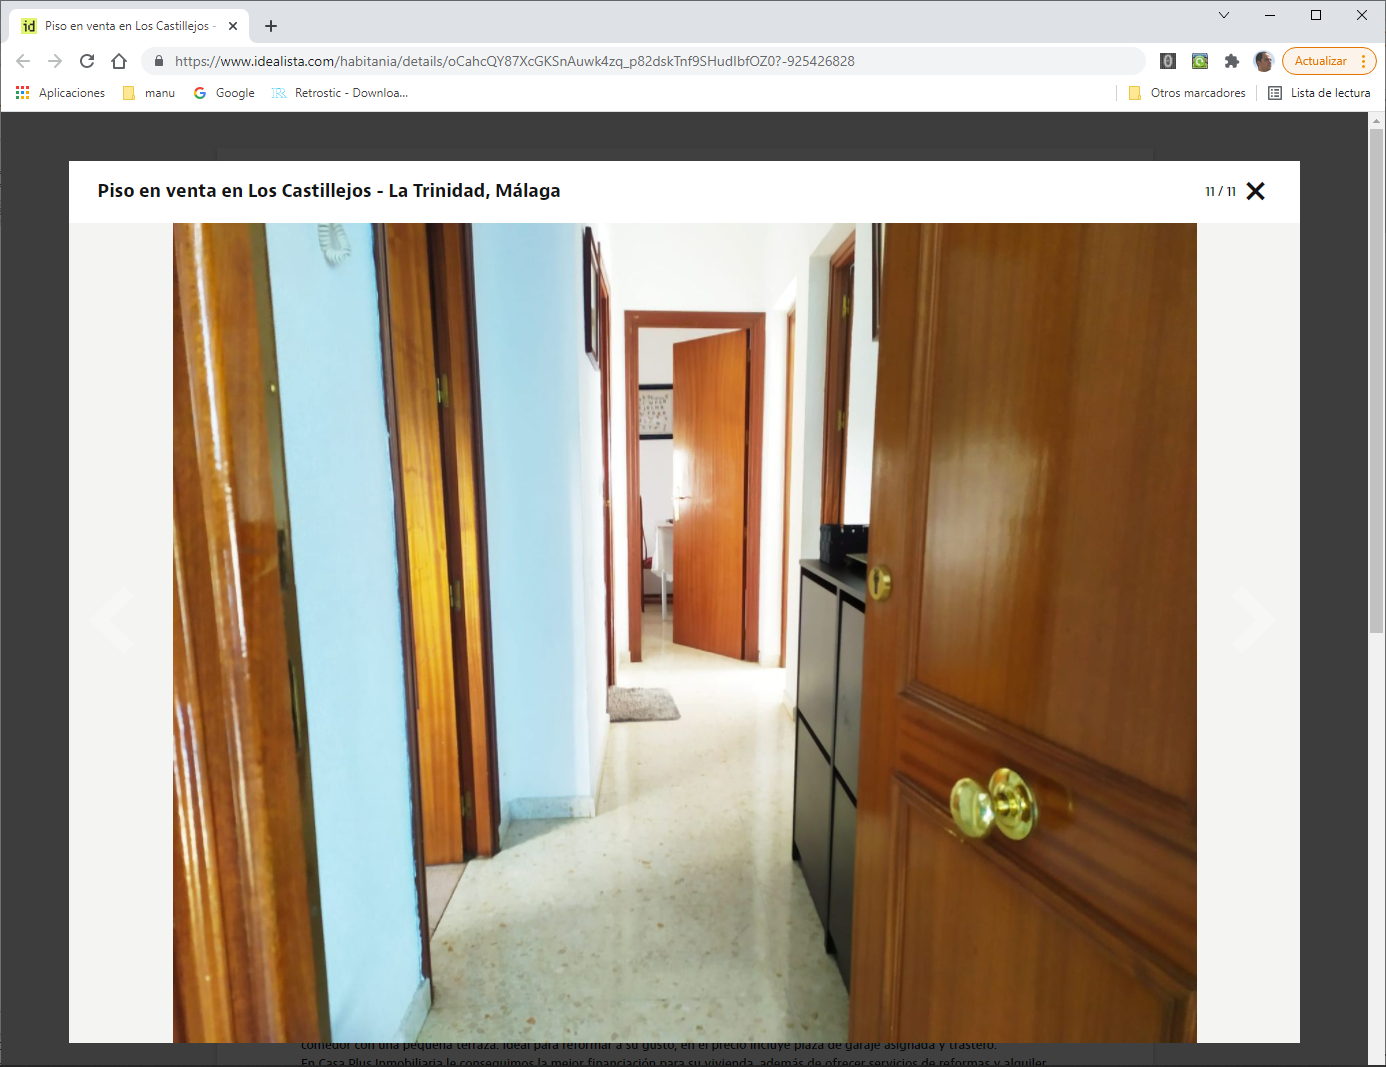 id Piso en venta en Los Castillejos -
https://www.idealista.com/habitania/details/oCahcQY87XcGKSnAuwk4zq_p82dskTnf9SHudIbfOZ0?-925426828
Actualizar
Aplicaciones manu Google Retrostic - Downloa... Otros marcadores Lista de lectura
Piso en venta en Los Castillejos - La Trinidad, Málaga
11 / 11
comedor con una pequeña terraza. Ideal para reformar a su gusto, en el precio incluye plaza de garaje asignada y trastero.
En Casa Plus Inmobiliaria le conseguimos la mejor financiación para su vivienda, además de ofrecer servicios de reformas y alquiler